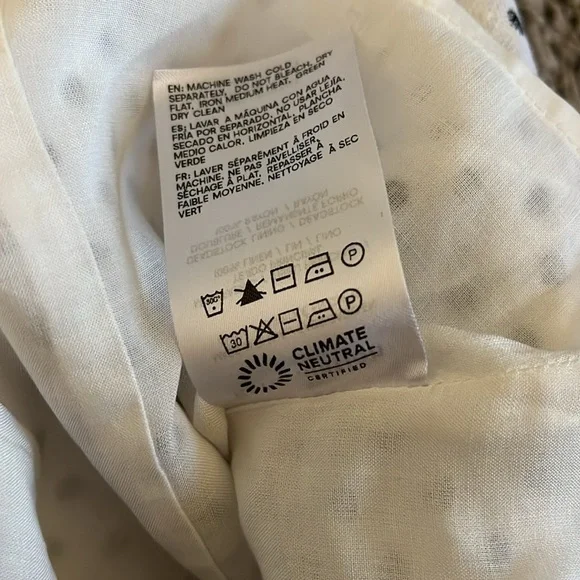 EN: MACHINE WASH COLD
SEPARATELY, DO NOT BLEACH, DRY
FLAT, IRON MEDIUM HEAT, GREEN
DRY CLEAN
ES: LAVAR A MÁQUINA CON AGUA
FRÍA POR SEPARADO, NO USAR LEJÍA,
SECADO EN HORIZONTAL, PLANCHA
MEDIO CALOR, LIMPIEZA EN SECO
VERDE
FR: LAVER SÉPARÉMENT À FROID EN
MACHINE, NE PAS JAVELLISER,
SÉCHAGE À PLAT, REPASSER À
FAIBLE MOYENNE, NETTOYAGE À SEC
VERT
30C° P
30 P
CLIMATE
NEUTRAL
CERTIFIED